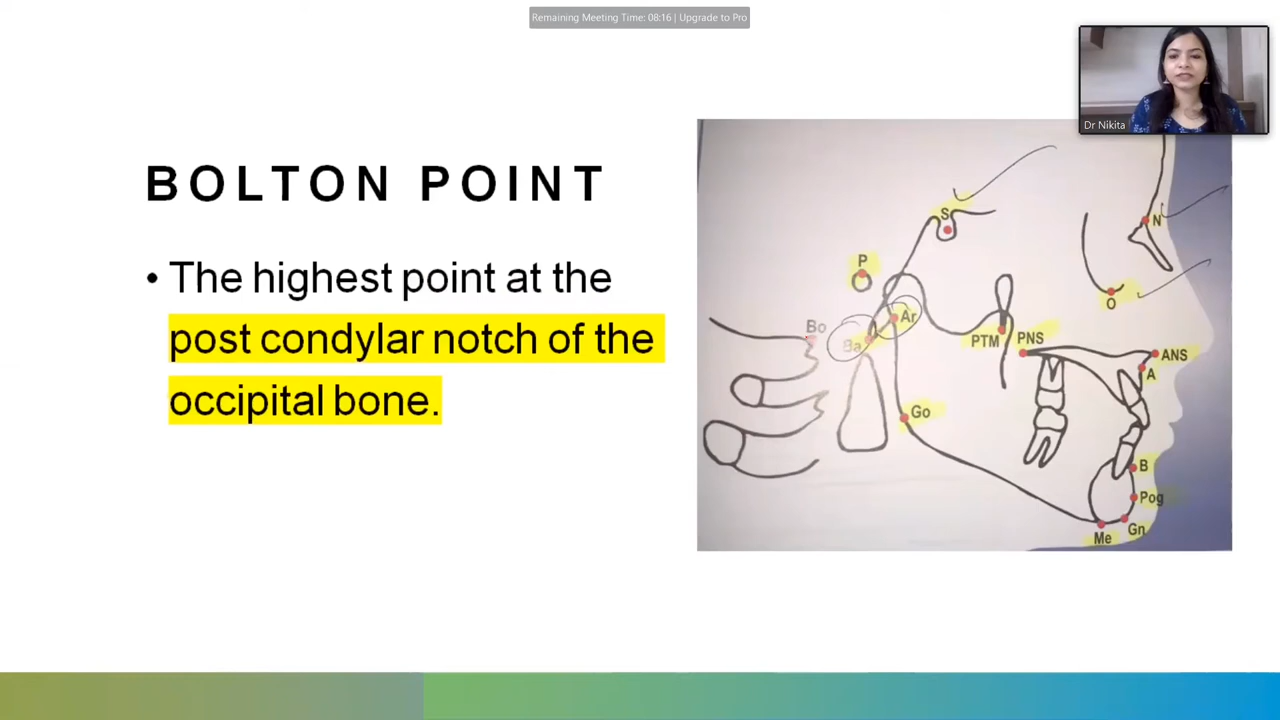 Remaining Meeting Time: 08:16 | Upgrade to Pro
Dr Nikita
BOLTON POINT
• The highest point at the
post condylar notch of the
occipital bone.
S
N
P
O
Ar
Bo
Ba
PTM
PNS
ANS
A
Go
B
Pog
Gn
Me